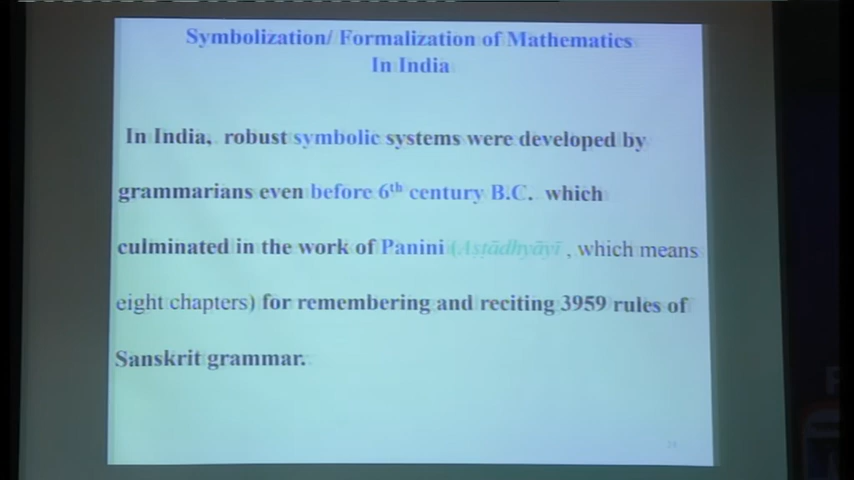 Symbolization/ Formalization of Mathematics
In India
In India, robust symbolic systems were developed by
grammarians even before 6th century B.C. which
culminated in the work of Panini (Aṣṭādhyāyī , which means
eight chapters) for remembering and reciting 3959 rules of
Sanskrit grammar.